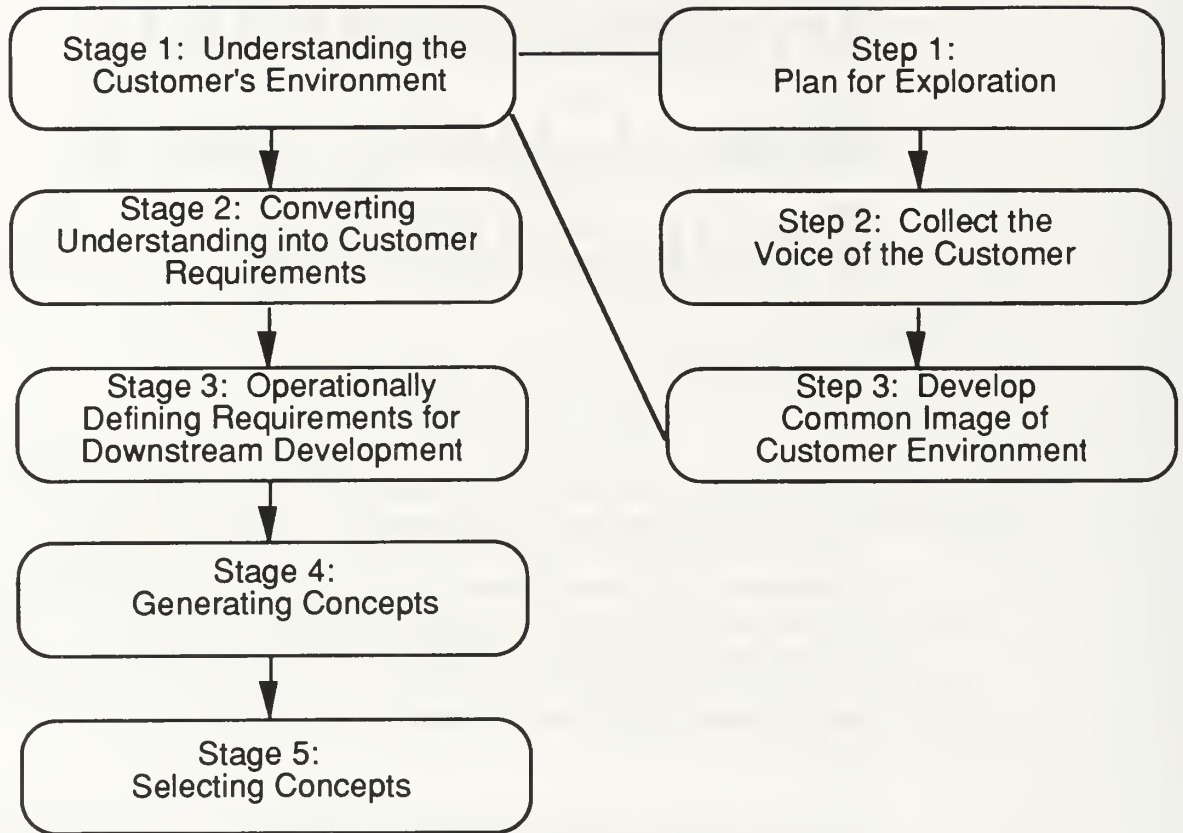 Stage 1: Understanding the
Customer's Environment
Stage 2: Converting
Understanding into Customer
Requirements
Stage 3: Operationally
Defining Requirements for
Downstream Development
Stage 4:
Generating Concepts
Stage 5:
Selecting Concepts
Step 1:
Plan for Exploration
Step 2: Collect the
Voice of the Customer
Step 3: Develop
Common Image of
Customer Environment